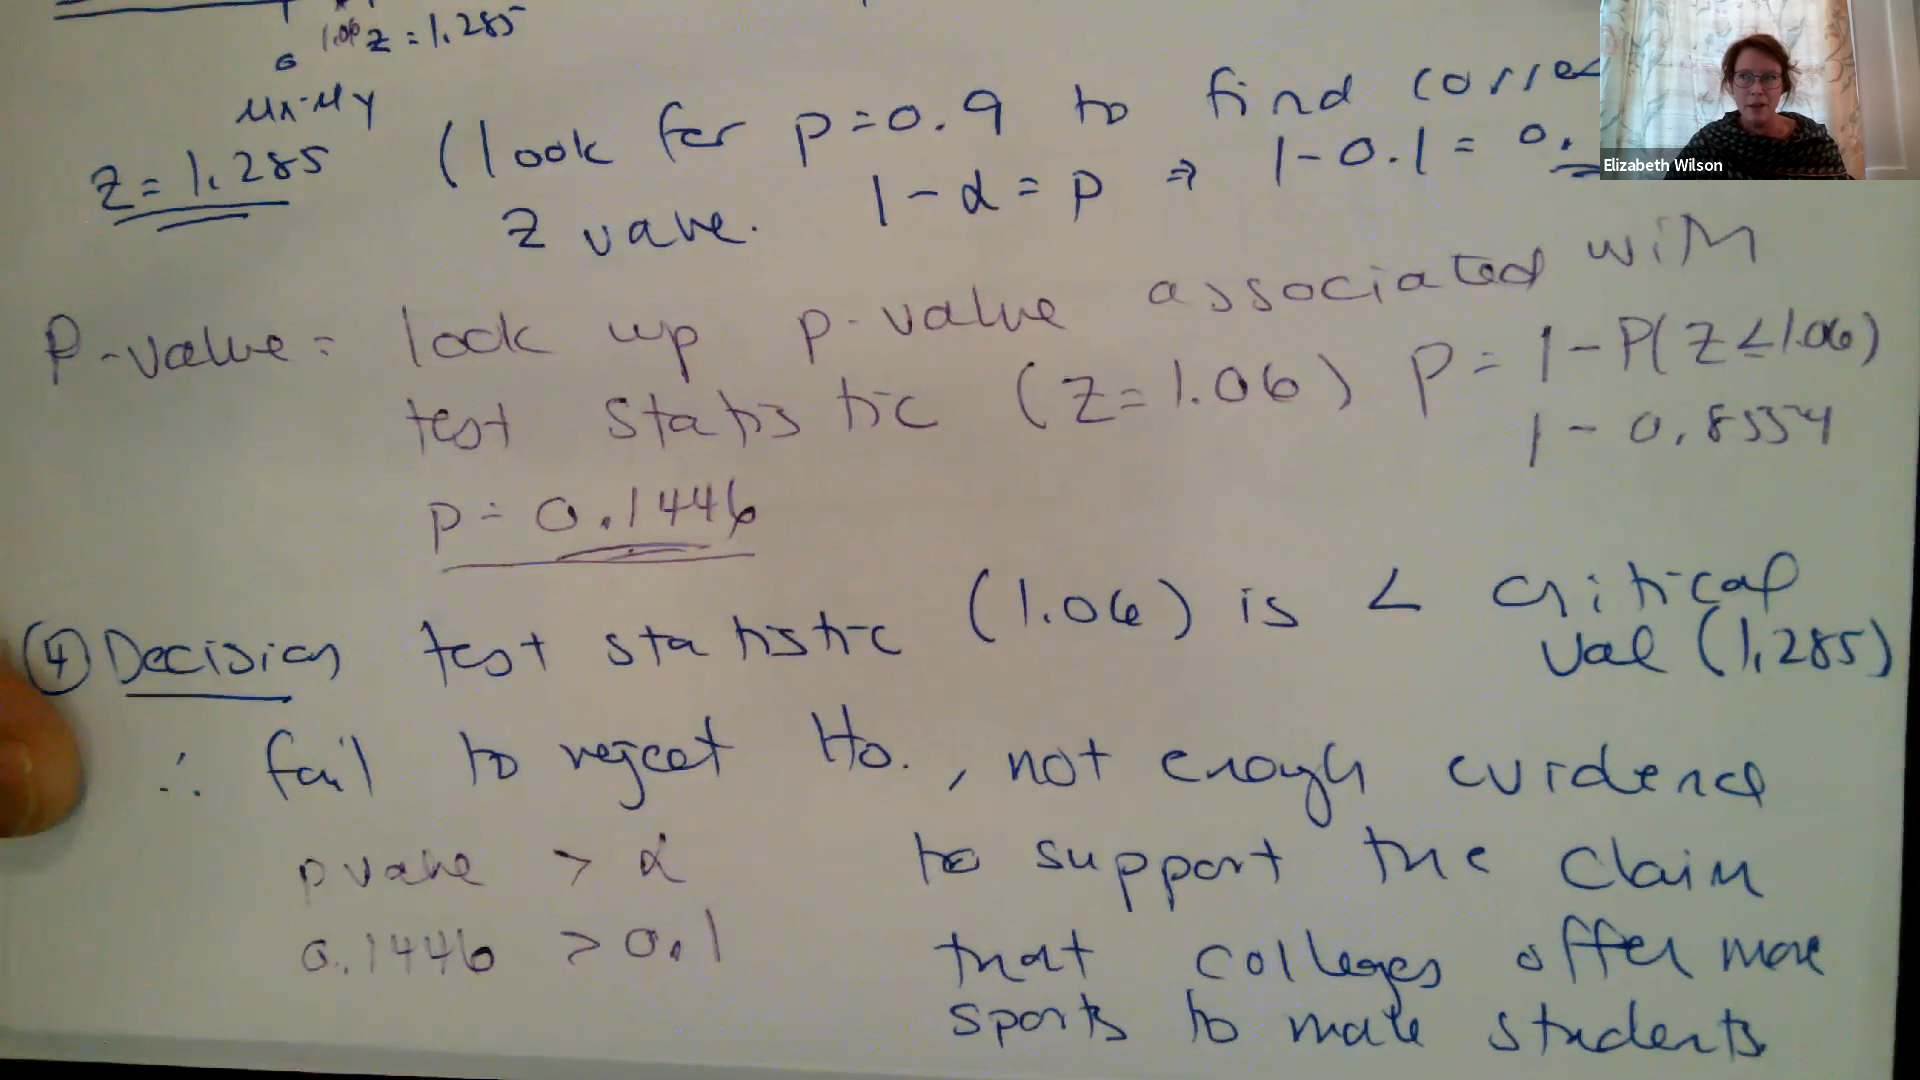 1.06 z = 1.285
0
μx-μy
z = 1.285
(look for p=0.9 to find
z value. 1-α = p ⇒ 1-0.1 = 0.
Elizabeth Wilson
P-value = look up p-value associated with
test statistic (z=1.06) p = 1-P(Z≤1.06)
1-0.8554
p = 0.1446
④ Decision test statistic (1.06) is < critical
val (1.285)
∴ fail to reject Ho. , not enough evidence
p value > α to support the claim
0.1446 > 0.1 that colleges offer more
sports to male students